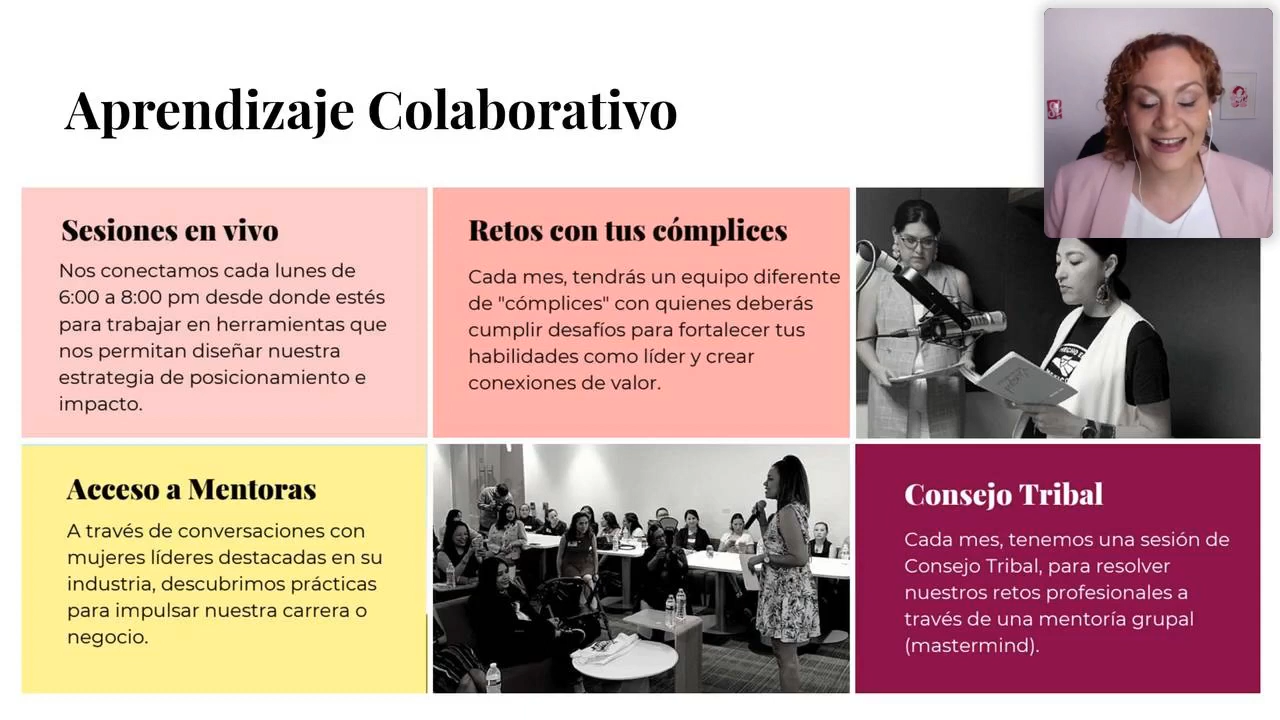 Aprendizaje Colaborativo
Sesiones en vivo
Nos conectamos cada lunes de
6:00 a 8:00 pm desde donde estés
para trabajar en herramientas que
nos permitan diseñar nuestra
estrategia de posicionamiento e
impacto.
Retos con tus cómplices
Cada mes, tendrás un equipo diferente
de "cómplices" con quienes deberás
cumplir desafíos para fortalecer tus
habilidades como líder y crear
conexiones de valor.
Acceso a Mentoras
A través de conversaciones con
mujeres líderes destacadas en su
industria, descubrimos prácticas
para impulsar nuestra carrera o
negocio.
Consejo Tribal
Cada mes, tenemos una sesión de
Consejo Tribal, para resolver
nuestros retos profesionales a
través de una mentoría grupal
(mastermind).